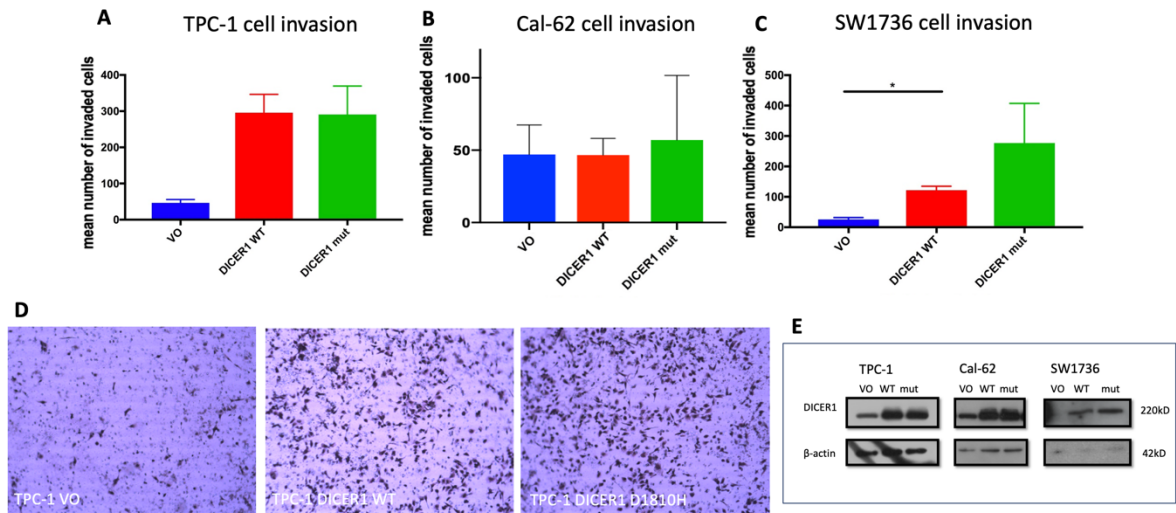 A
TPC-1 cell invasion
mean number of invaded cells
400
300
200
100
0
VO
DICER1 WT
DICER1 mut
B
Cal-62 cell invasion
mean number of invaded cells
100
50
0
VO
DICER1 WT
DICER1 mut
C
SW1736 cell invasion
mean number of invaded cells
500
400
300
200
100
0
*
VO
DICER1 WT
DICER1 mut
D
TPC-1 VO
TPC-1 DICER1 WT
TPC-1 DICER1 D1810H
E
TPC-1 Cal-62 SW1736
VO WT mut VO WT mut VO WT mut
DICER1 220kD
β-actin 42kD